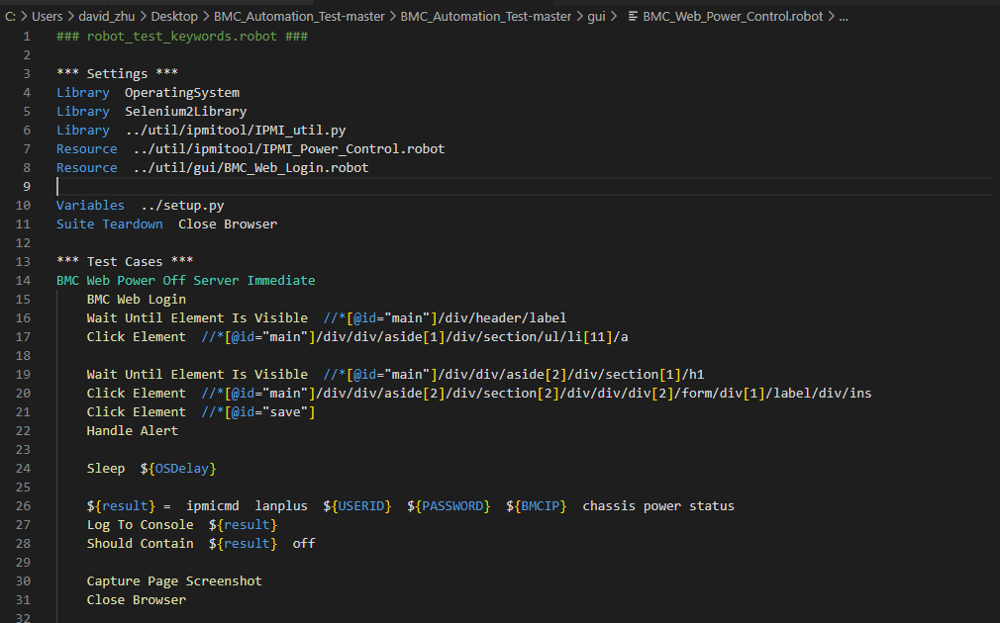 C: > Users > david_zhu > Desktop > BMC_Automation_Test-master > BMC_Automation_Test-master > gui > BMC_Web_Power_Control.robot > ...
1 ### robot_test_keywords.robot ###
2
3 *** Settings ***
4 Library  OperatingSystem
5 Library  Selenium2Library
6 Library  ../util/ipmitool/IPMI_util.py
7 Resource  ../util/ipmitool/IPMI_Power_Control.robot
8 Resource  ../util/gui/BMC_Web_Login.robot
9
10 Variables  ../setup.py
11 Suite Teardown  Close Browser
12
13 *** Test Cases ***
14 BMC Web Power Off Server Immediate
15     BMC Web Login
16     Wait Until Element Is Visible  //*[@id="main"]/div/header/label
17     Click Element  //*[@id="main"]/div/div/aside[1]/div/section/ul/li[11]/a
18
19     Wait Until Element Is Visible  //*[@id="main"]/div/div/aside[2]/div/section[1]/h1
20     Click Element  //*[@id="main"]/div/div/aside[2]/div/section[2]/div/div/div[2]/form/div[1]/label/div/ins
21     Click Element  //*[@id="save"]
22     Handle Alert
23
24     Sleep  ${OSDelay}
25
26     ${result} =  ipmicmd  lanplus  ${USERID}  ${PASSWORD}  ${BMCIP}  chassis power status
27     Log To Console  ${result}
28     Should Contain  ${result}  off
29
30     Capture Page Screenshot
31     Close Browser
32